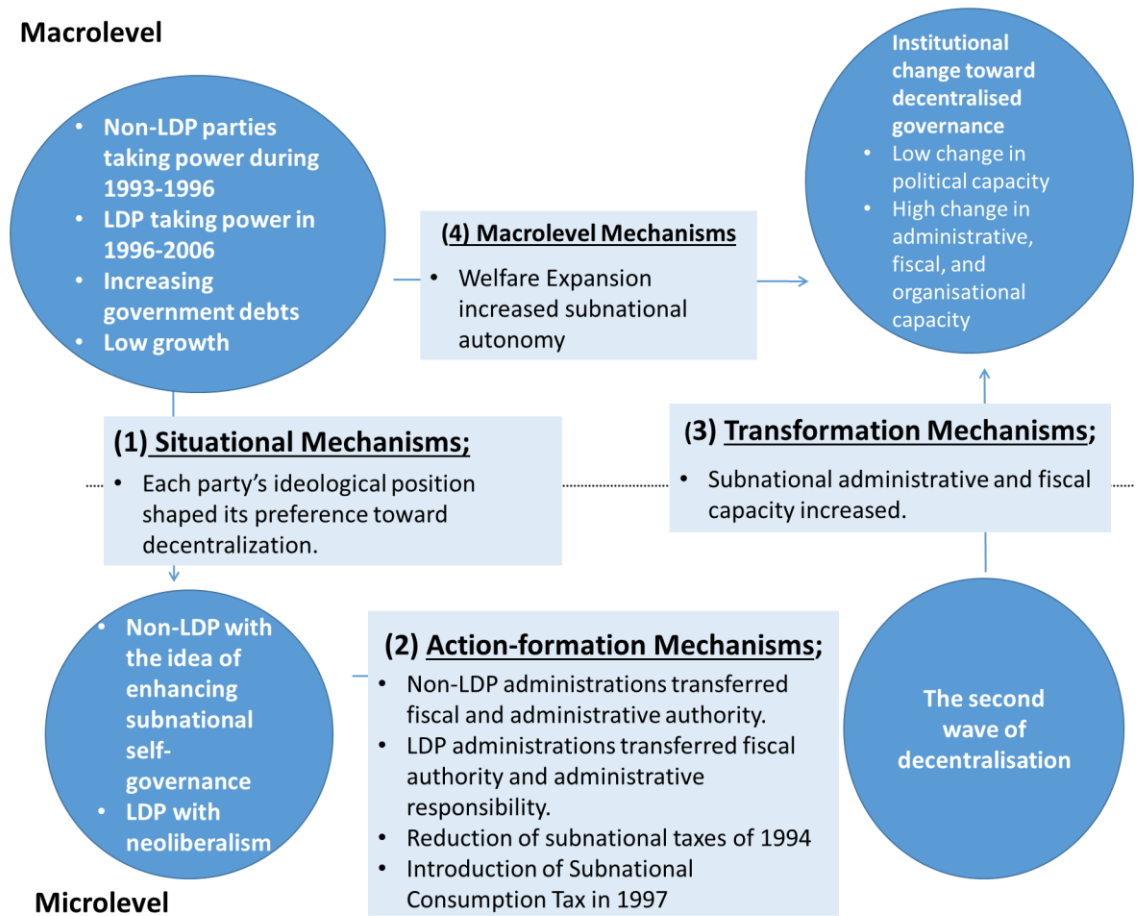 Macrolevel
• Non-LDP parties
taking power during
1993-1996
• LDP taking power in
1996-2006
• Increasing
government debts
• Low growth
(4) Macrolevel Mechanisms
• Welfare Expansion
increased subnational
autonomy
Institutional
change toward
decentralised
governance
• Low change in
political capacity
• High change in
administrative,
fiscal, and
organisational
capacity
(1) Situational Mechanisms;
• Each party’s ideological position
shaped its preference toward
decentralization.
(3) Transformation Mechanisms;
• Subnational administrative and fiscal
capacity increased.
• Non-LDP with
the idea of
enhancing
subnational
self-
governance
• LDP with
neoliberalism
(2) Action-formation Mechanisms;
• Non-LDP administrations transferred
fiscal and administrative authority.
• LDP administrations transferred fiscal
authority and administrative
responsibility.
• Reduction of subnational taxes of 1994
• Introduction of Subnational
Consumption Tax in 1997
The second
wave of
decentralisation
Microlevel